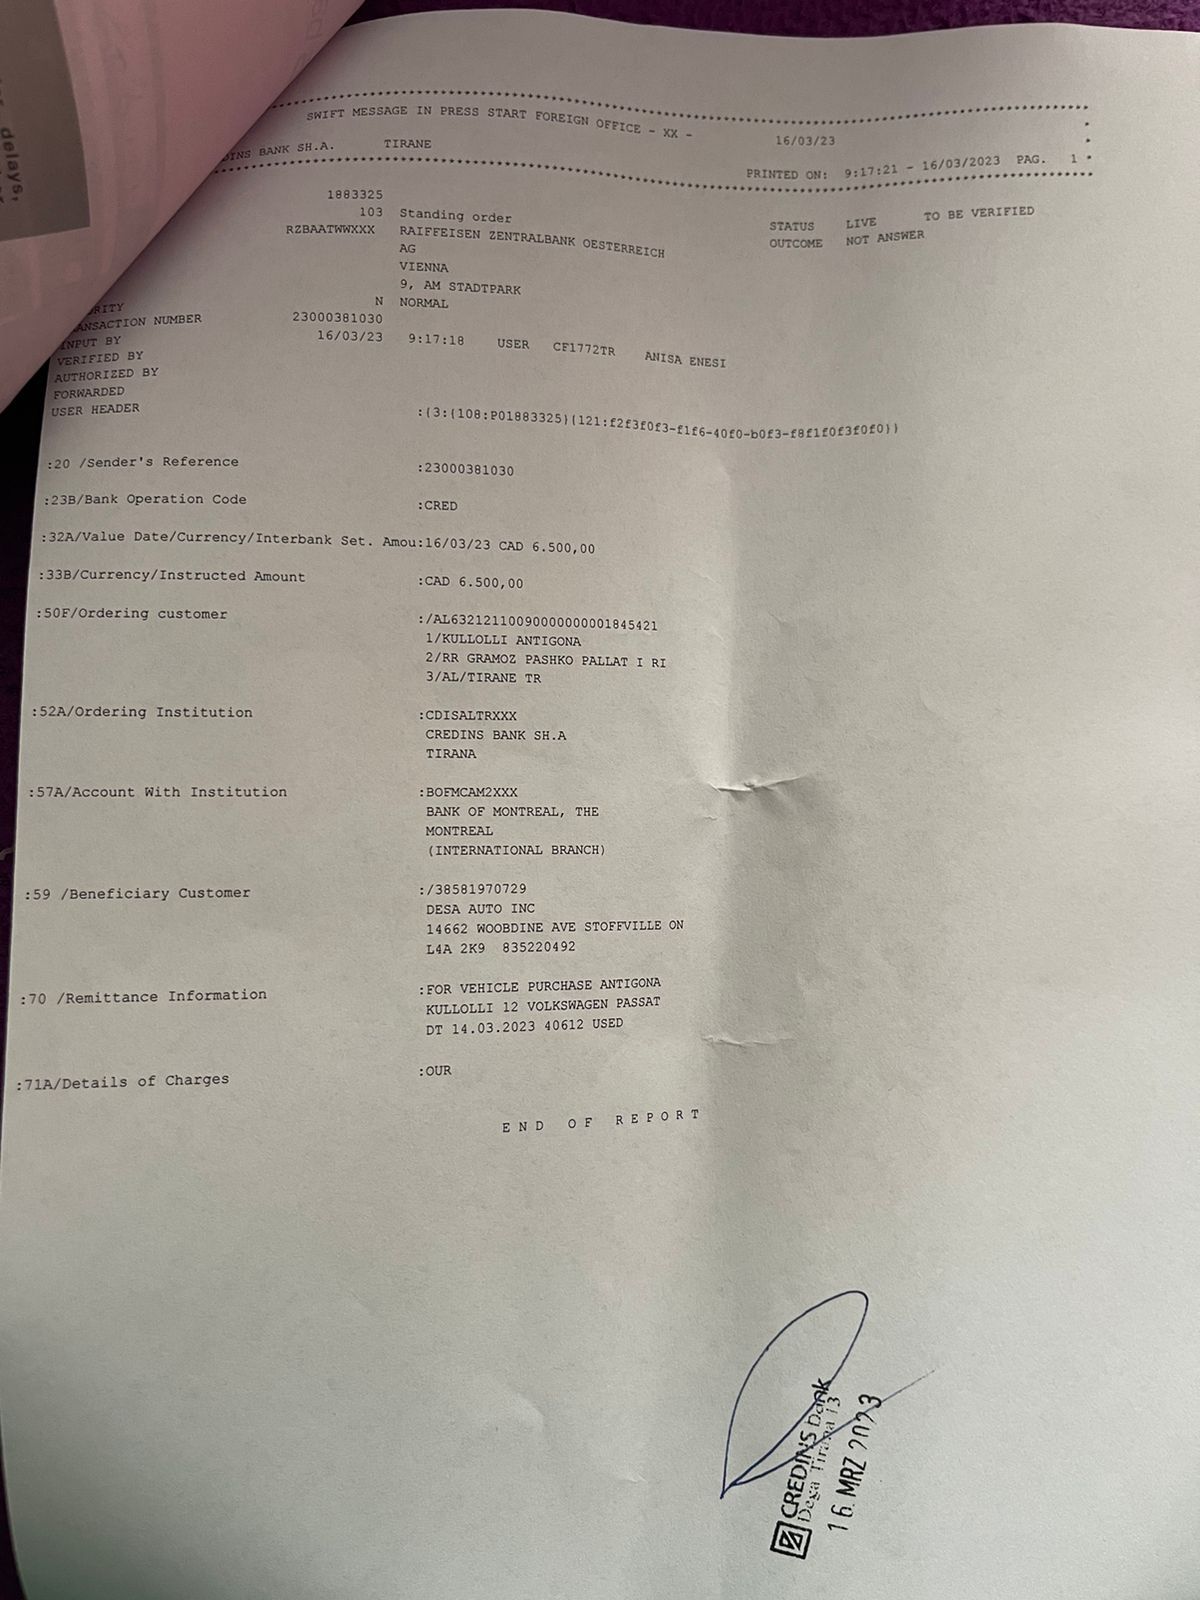 delays,
SWIFT MESSAGE IN PRESS START FOREIGN OFFICE - XX - 16/03/23
BANK SH.A. TIRANE
PRINTED ON: 9:17:21 - 16/03/2023 PAG. 1
1883325
103 Standing order STATUS LIVE TO BE VERIFIED
RZBAATWWXXX RAIFFEISEN ZENTRALBANK OESTERREICH OUTCOME NOT ANSWER
AG
VIENNA
9, AM STADTPARK
N NORMAL
TRANSACTION NUMBER 23000381030
INPUT BY 16/03/23 9:17:18 USER CF1772TR ANISA ENESI
VERIFIED BY
AUTHORIZED BY
FORWARDED
USER HEADER :{3:{108:P01883325}{121:f2f3f0f3-f1f6-40f0-b0f3-f8f1f0f3f0f0}}
:20 /Sender's Reference :23000381030
:23B/Bank Operation Code :CRED
:32A/Value Date/Currency/Interbank Set. Amou:16/03/23 CAD 6.500,00
:33B/Currency/Instructed Amount :CAD 6.500,00
:50F/Ordering customer :/AL63212110090000000001845421
1/KULLOLLI ANTIGONA
2/RR GRAMOZ PASHKO PALLAT I RI
3/AL/TIRANE TR
:52A/Ordering Institution :CDISALTRXXX
CREDINS BANK SH.A
TIRANA
:57A/Account With Institution :BOFMCAM2XXX
BANK OF MONTREAL, THE
MONTREAL
(INTERNATIONAL BRANCH)
:59 /Beneficiary Customer :/38581970729
DESA AUTO INC
14662 WOOBDINE AVE STOFFVILLE ON
L4A 2K9 835220492
:70 /Remittance Information :FOR VEHICLE PURCHASE ANTIGONA
KULLOLLI 12 VOLKSWAGEN PASSAT
DT 14.03.2023 40612 USED
:71A/Details of Charges :OUR
END OF REPORT
CREDINS Bank
Dega Tirana 13
16 MRZ 2023